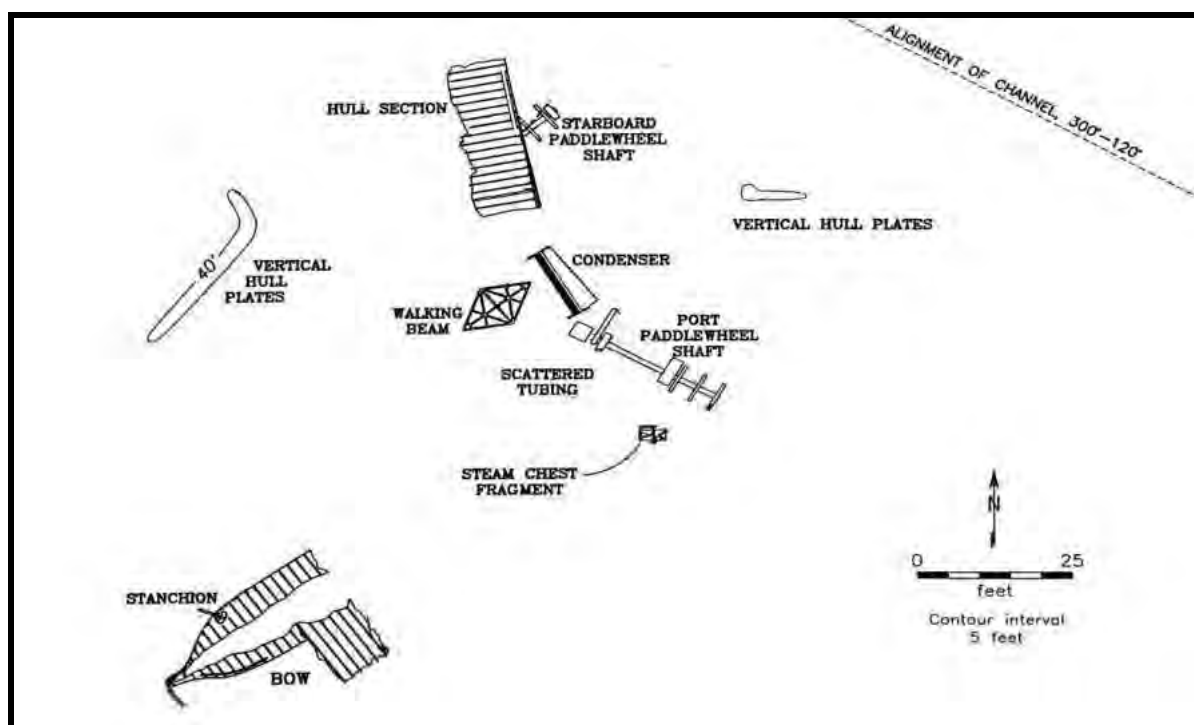 ALIGNMENT OF CHANNEL, 300°-120°
HULL SECTION
STARBOARD
PADDLEWHEEL
SHAFT
VERTICAL HULL PLATES
40'
VERTICAL
HULL
PLATES
CONDENSER
WALKING
BEAM
PORT
PADDLEWHEEL
SHAFT
SCATTERED
TUBING
STEAM CHEST
FRAGMENT
N
0 25
feet
Contour interval
5 feet
STANCHION
BOW